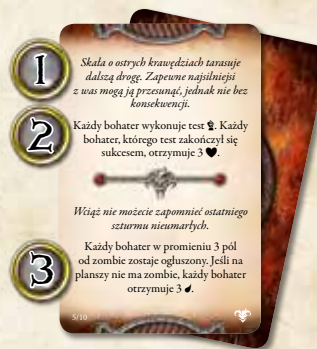 1
Skała o ostrych krawędziach tarasuje
dalszą drogę. Zapewne najsilniejsi
z was mogą ją przesunąć, jednak nie bez
konsekwencji.
2
Każdy bohater wykonuje test . Każdy
bohater, którego test zakończył się
sukcesem, otrzymuje 3 ♥.
Wciąż nie możecie zapomnieć ostatniego
szturmu nieumarłych.
3
Każdy bohater w promieniu 3 pól
od zombie zostaje ogłuszony. Jeśli na
planszy nie ma zombie, każdy bohater
otrzymuje 3 .
5/10